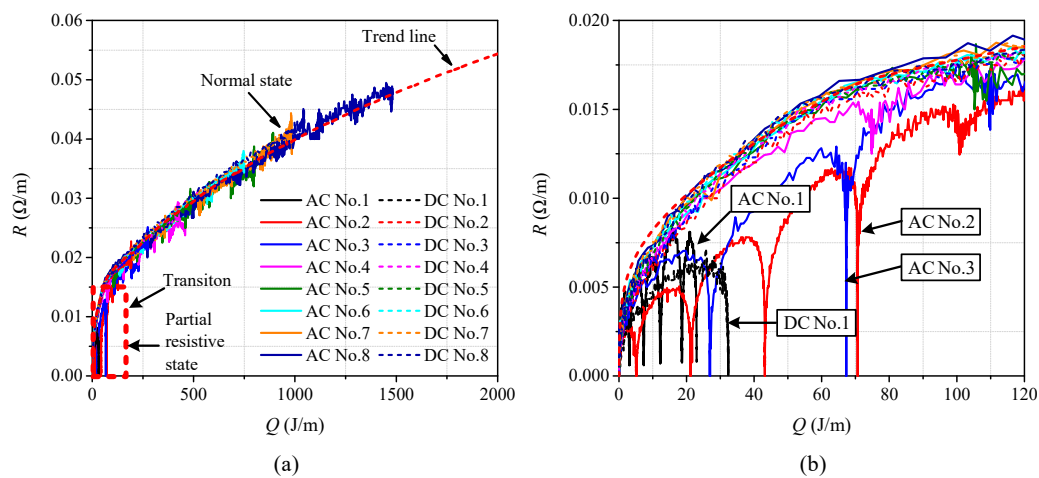 0.06
0.05
0.04
0.03
0.02
0.01
0.00
R (Ω/m)
0
250
500
750
1000
1250
1500
1750
2000
Q (J/m)
Trend line
Normal state
Transiton
Partial
resistive
state
AC No.1
DC No.1
AC No.2
DC No.2
AC No.3
DC No.3
AC No.4
DC No.4
AC No.5
DC No.5
AC No.6
DC No.6
AC No.7
DC No.7
AC No.8
DC No.8
(a)
0.020
0.015
0.010
0.005
0.000
R (Ω/m)
0
20
40
60
80
100
120
Q (J/m)
AC No.1
AC No.2
AC No.3
DC No.1
(b)